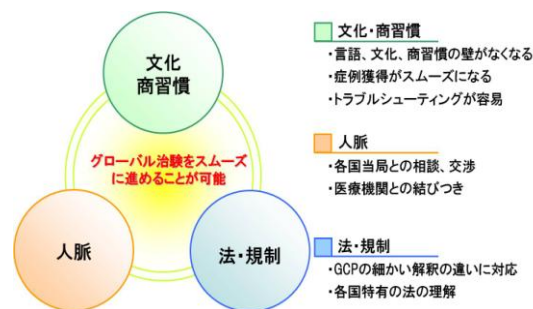 文化
商習慣
グローバル治験をスムーズ
に進めることが可能
人脈
法・規制
文化・商習慣
・言語、文化、商習慣の壁がなくなる
・症例獲得がスムーズになる
・トラブルシューティングが容易
人脈
・各国当局との相談、交渉
・医療機関との結びつき
法・規制
・GCPの細かい解釈の違いに対応
・各国特有の法の理解